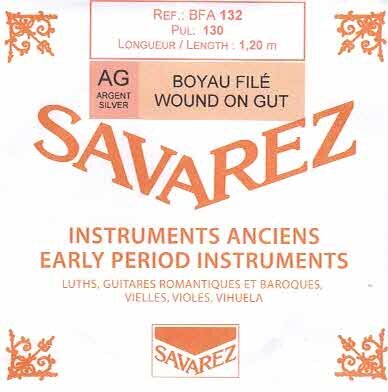 REF.: BFA 132
PUL: 130
LONGUEUR / LENGTH : 1,20 m
AG
ARGENT
SILVER
BOYAU FILÉ
WOUND ON GUT
SAVAREZ
INSTRUMENTS ANCIENS
EARLY PERIOD INSTRUMENTS
LUTHS, GUITARES ROMANTIQUES ET BAROQUES,
VIELLES, VIOLES, VIHUELA
SAVAREZ